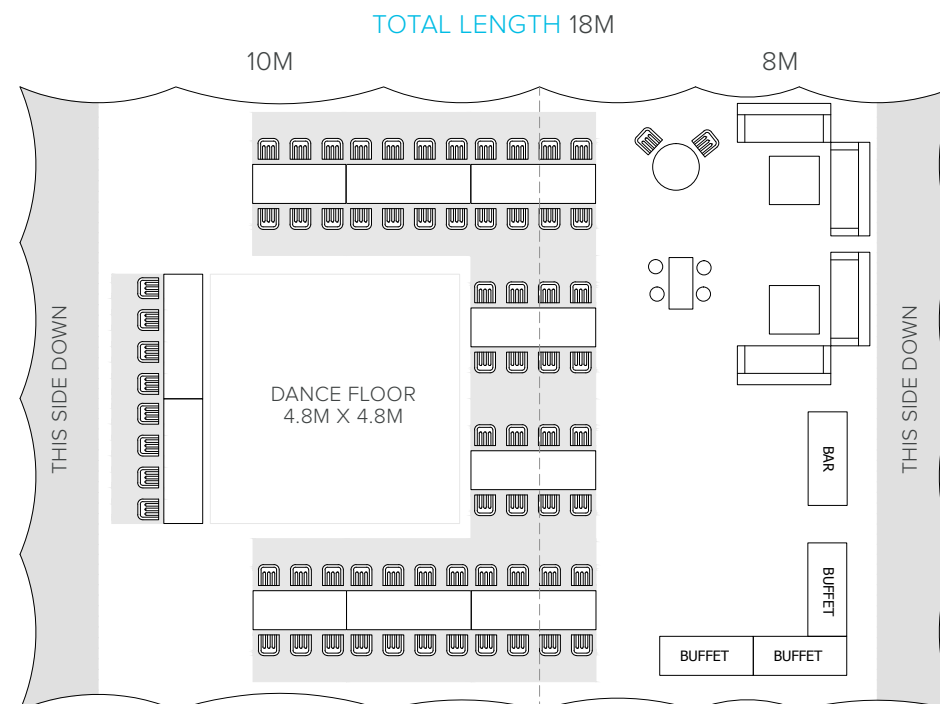 TOTAL LENGTH 18M
10M
8M
THIS SIDE DOWN
DANCE FLOOR
4.8M X 4.8M
THIS SIDE DOWN
BAR
BUFFET
BUFFET
BUFFET